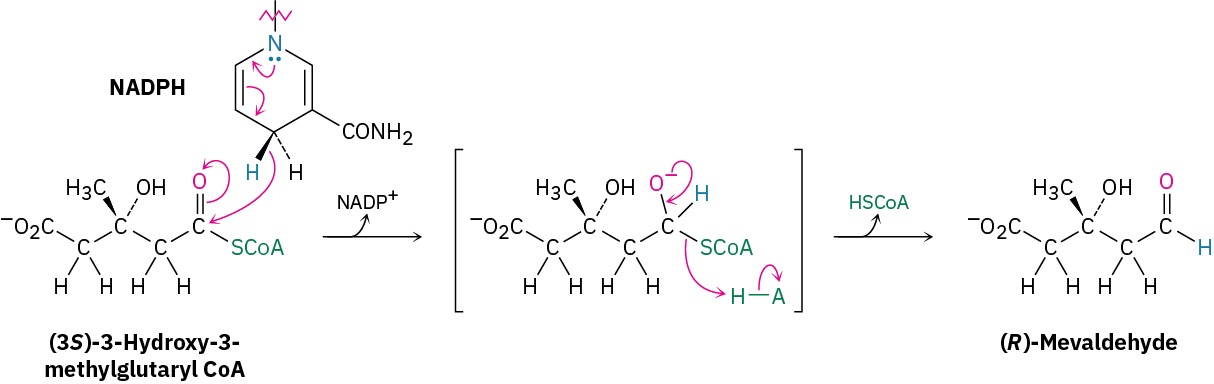 N
NADPH
CONH2
H H
H3C OH O
NADP+
−O2C C C C C SCoA
H H H H
(3S)-3-Hydroxy-3-
methylglutaryl CoA
H3C OH O− H
−O2C C C C C SCoA
H H H H H—A
HSCoA
H3C OH O
−O2C C C C C H
H H H H
(R)-Mevaldehyde